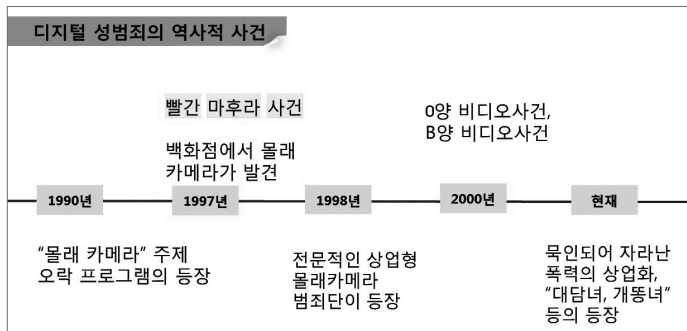 디지털 성범죄의 역사적 사건
빨간 마후라 사건
백화점에서 몰래
카메라가 발견
O양 비디오사건,
B양 비디오사건
1990년
1997년
1998년
2000년
현재
"몰래 카메라" 주제
오락 프로그램의 등장
전문적인 상업형
몰래카메라
범죄단이 등장
묵인되어 자라난
폭력의 상업화,
"대담녀, 개똥녀"
등의 등장